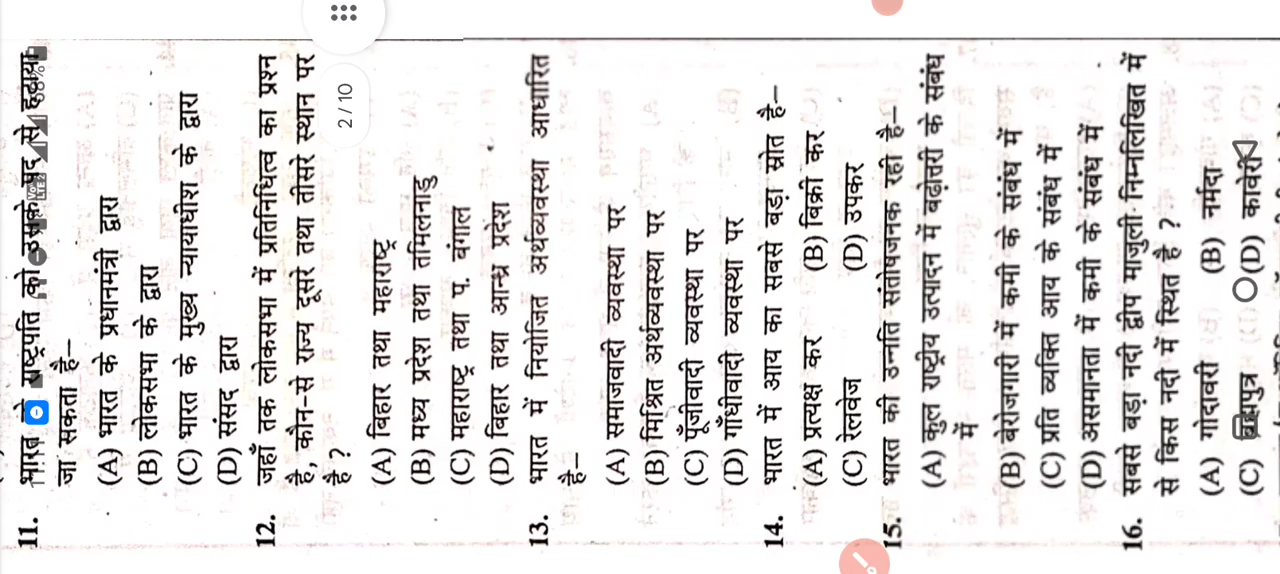 11. भारत के राष्ट्रपति को उसके पद से हटाया
जा सकता है–
(A) भारत के प्रधानमंत्री द्वारा
(B) लोकसभा के द्वारा
(C) भारत के मुख्य न्यायाधीश के द्वारा
(D) संसद द्वारा
12. जहाँ तक लोकसभा में प्रतिनिधित्व का प्रश्न
है, कौन-से राज्य दूसरे तथा तीसरे स्थान पर
है ?
(A) बिहार तथा महाराष्ट्र
(B) मध्य प्रदेश तथा तमिलनाडु
(C) महाराष्ट्र तथा प. बंगाल
(D) बिहार तथा आन्ध्र प्रदेश
13. भारत में नियोजित अर्थव्यवस्था आधारित
है–
(A) समाजवादी व्यवस्था पर
(B) मिश्रित अर्थव्यवस्था पर
(C) पूँजीवादी व्यवस्था पर
(D) गाँधीवादी व्यवस्था पर
14. भारत में आय का सबसे बड़ा स्रोत है–
(A) प्रत्यक्ष कर (B) बिक्री कर
(C) रेलवेज (D) उपकर
15. भारत की उन्नति संतोषजनक रही है–
(A) कुल राष्ट्रीय उत्पादन में बढ़ोतरी के संबंध
में
(B) बेरोजगारी में कमी के संबंध में
(C) प्रति व्यक्ति आय के संबंध में
(D) असमानता में कमी के संबंध में
16. सबसे बड़ा नदी द्वीप माजुली निम्नलिखित में
से किस नदी में स्थित है ?
(A) गोदावरी (B) नर्मदा
(C) ब्रह्मपुत्र (D) कावेरी
2/10